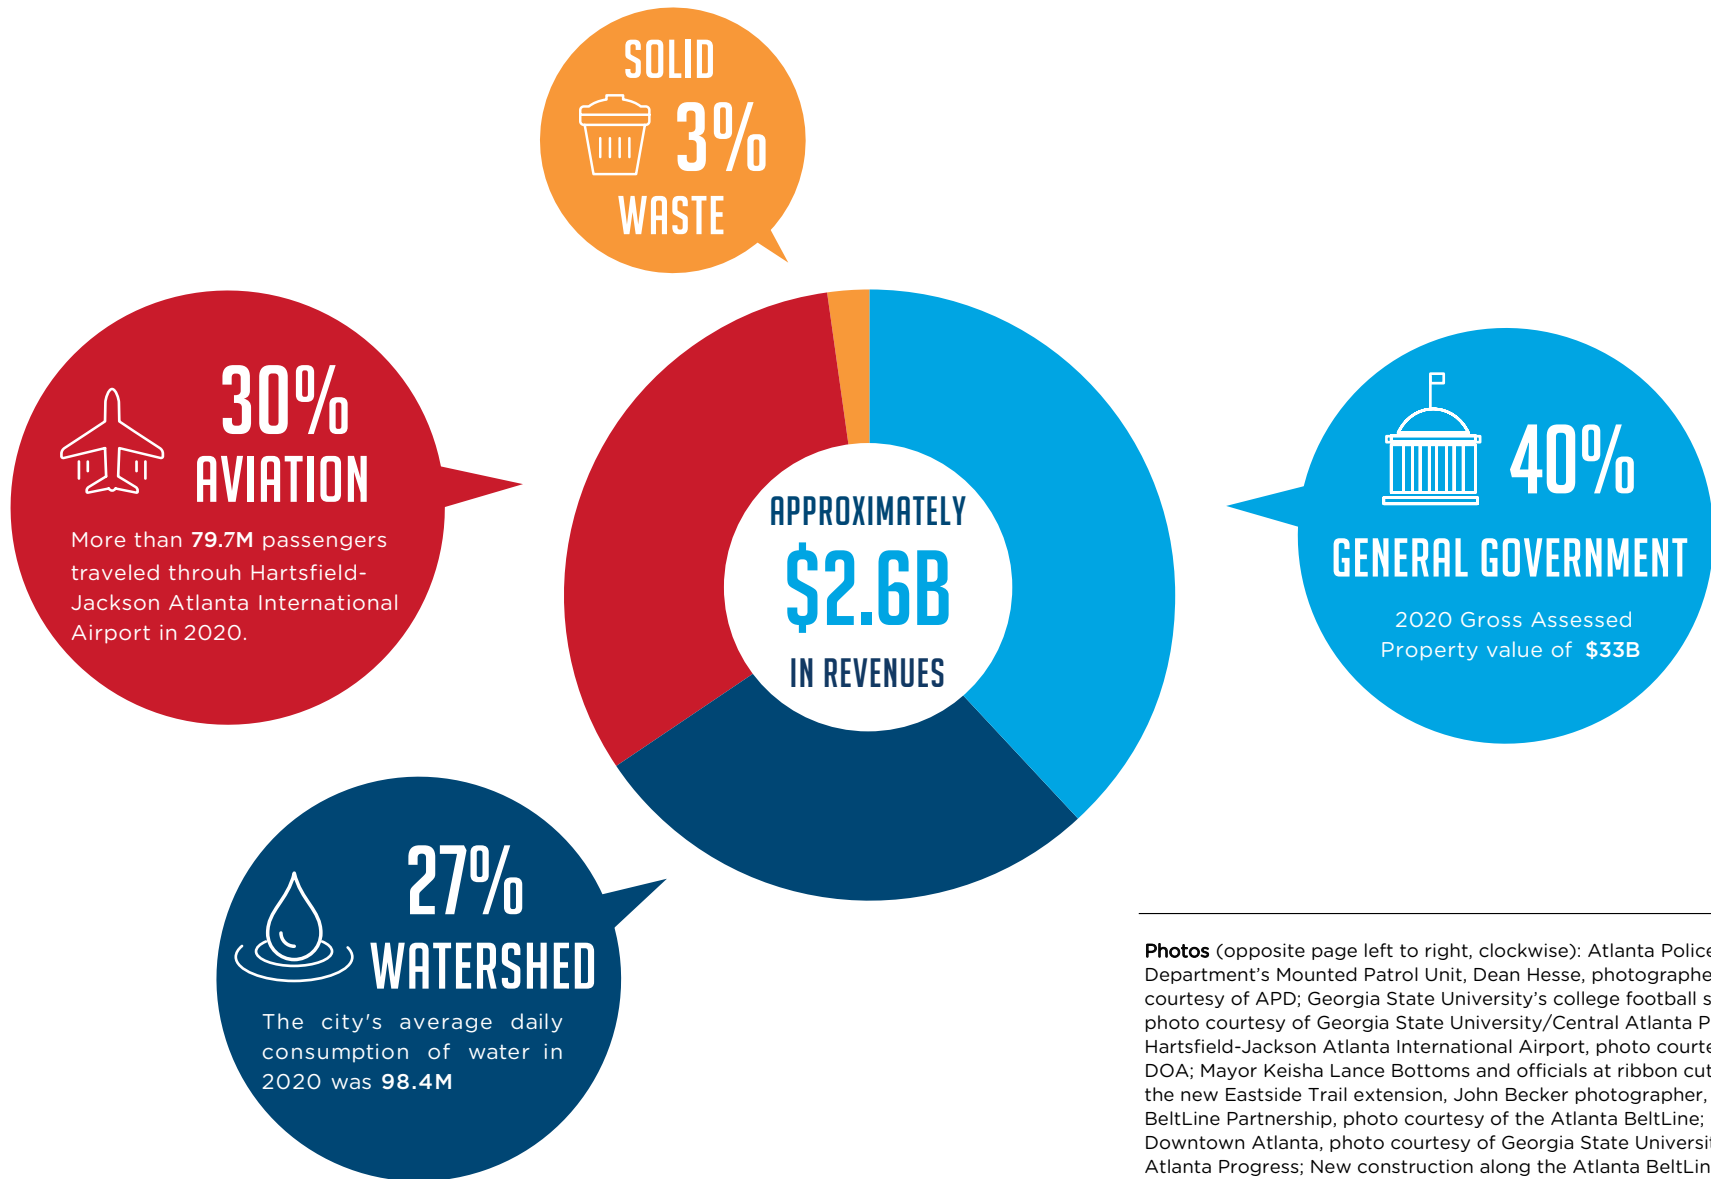 SOLID
3%
WASTE
30%
AVIATION
More than 79.7M passengers
traveled throuh Hartsfield-
Jackson Atlanta International
Airport in 2020.
APPROXIMATELY
$2.6B
IN REVENUES
40%
GENERAL GOVERNMENT
2020 Gross Assessed
Property value of $33B
27%
WATERSHED
The city's average daily
consumption of water in
2020 was 98.4M
Photos (opposite page left to right, clockwise): Atlanta Police
Department's Mounted Patrol Unit, Dean Hesse, photographe
courtesy of APD; Georgia State University's college football s
photo courtesy of Georgia State University/Central Atlanta P
Hartsfield-Jackson Atlanta International Airport, photo courte
DOA; Mayor Keisha Lance Bottoms and officials at ribbon cut
the new Eastside Trail extension, John Becker photographer,
BeltLine Partnership, photo courtesy of the Atlanta BeltLine;
Downtown Atlanta, photo courtesy of Georgia State Universit
Atlanta Progress; New construction along the Atlanta BeltLin